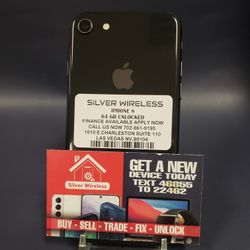 SILVER WIRELESS
IPHONE 8
64 GB UNLOCKED
FINANCE AVAILABLE APPLY NOW
CALL US NOW 702-861-9195
1610 E CHARLESTON SUITE 110
LAS VEGAS NV,89104
Silver Wireless
GET A NEW
DEVICE TODAY
TEXT 46855
TO 22462
BUY - SELL - TRADE - FIX - UNLOCK